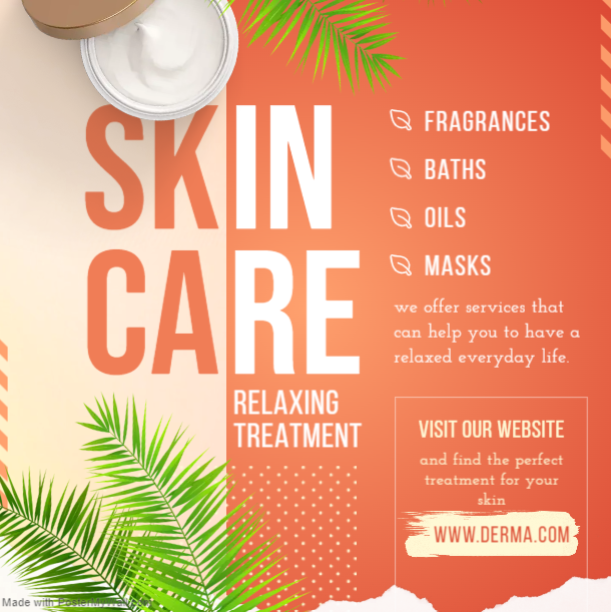 SKIN
CARE
RELAXING
TREATMENT
FRAGRANCES
BATHS
OILS
MASKS
we offer services that
can help you to have a
relaxed everyday life.
VISIT OUR WEBSITE
and find the perfect
treatment for your
skin
WWW.DERMA.COM
Made with